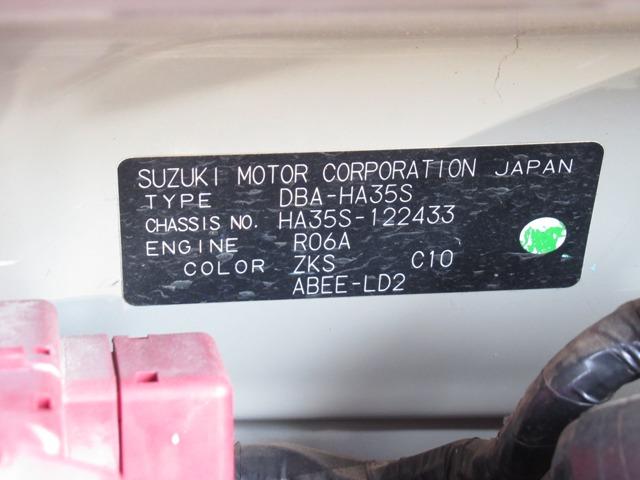 SUZUKI MOTOR CORPORATION JAPAN
TYPE DBA-HA35S
CHASSIS NO. HA35S-122433
ENGINE R06A
COLOR ZKS C10
ABEE-LD2